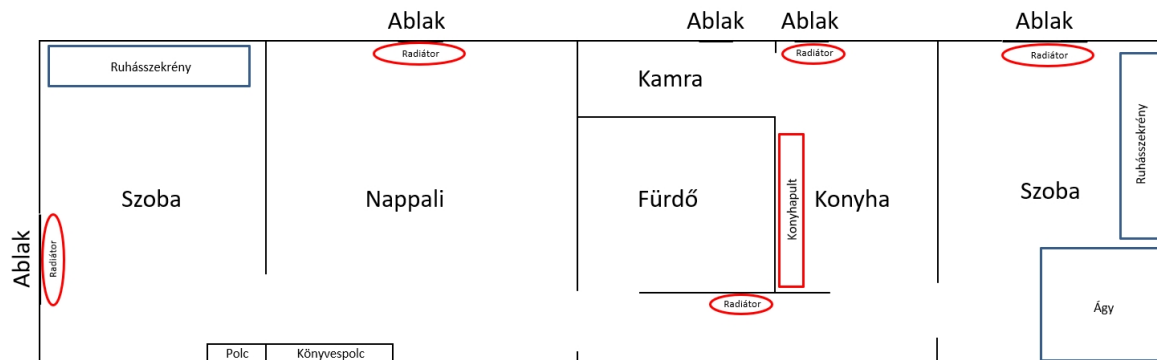 Ablak
Ablak
Ablak
Ablak
Radiátor
Radiátor
Radiátor
Ruhásszekrény
Kamra
Ruhásszekrény
Szoba
Nappali
Fürdő
Konyhapult
Konyha
Szoba
Ablak
Radiátor
Radiátor
Ágy
Polc
Könyvespolc